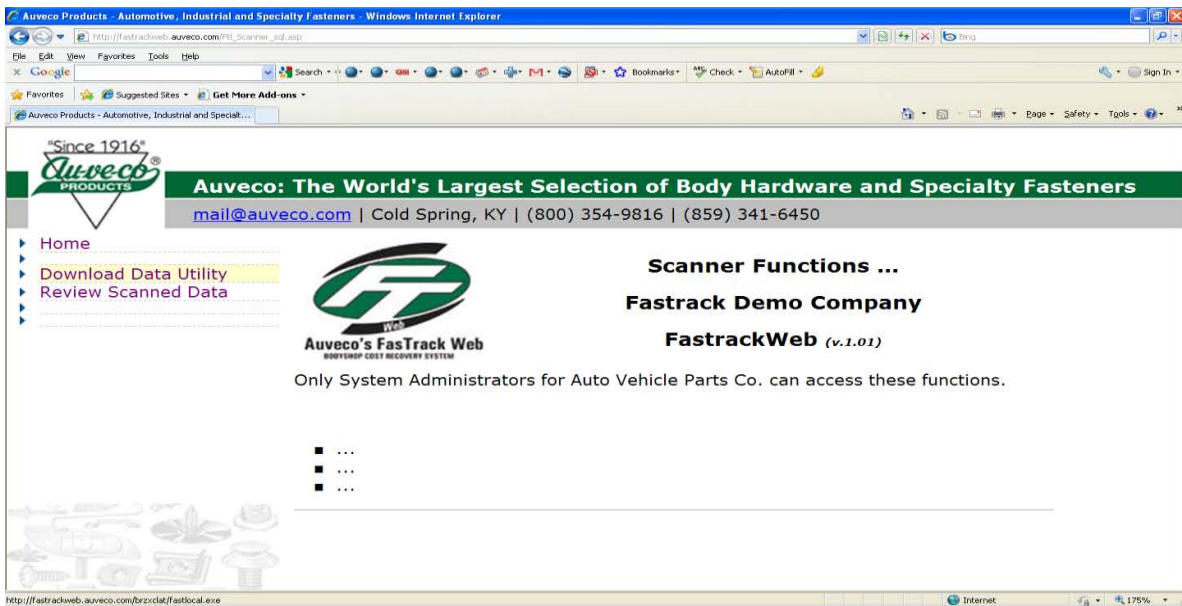 Auveco Products - Automotive, Industrial and Specialty Fasteners - Windows Internet Explorer
http://fastrackweb.auveco.com/Ftl_Scanner_sql.asp
Bing
File Edit View Favorites Tools Help
Google
Search
Bookmarks
Check
AutoFill
Sign In
Favorites
Suggested Sites
Get More Add-ons
Auveco Products - Automotive, Industrial and Specialt...
Page
Safety
Tools
"Since 1916"
Auveco®
PRODUCTS
Auveco: The World's Largest Selection of Body Hardware and Specialty Fasteners
mail@auveco.com | Cold Spring, KY | (800) 354-9816 | (859) 341-6450
Home
Download Data Utility
Review Scanned Data
Web
Auveco's FasTrack Web
BODYSHOP COST RECOVERY SYSTEM
Scanner Functions ...
Fastrack Demo Company
FastrackWeb (v.1.01)
Only System Administrators for Auto Vehicle Parts Co. can access these functions.
...
...
...
http://fastrackweb.auveco.com/brzxclat/fastlocal.exe
Internet
175%